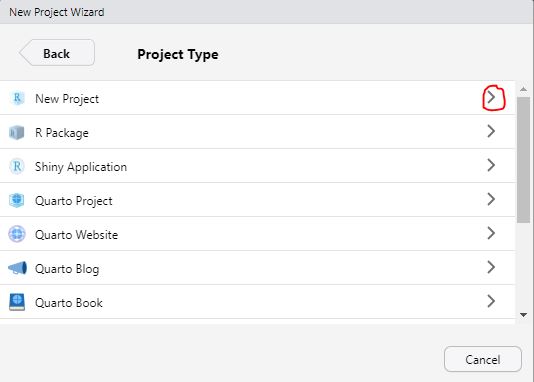 New Project Wizard
Back
Project Type
New Project
R Package
Shiny Application
Quarto Project
Quarto Website
Quarto Blog
Quarto Book
Cancel